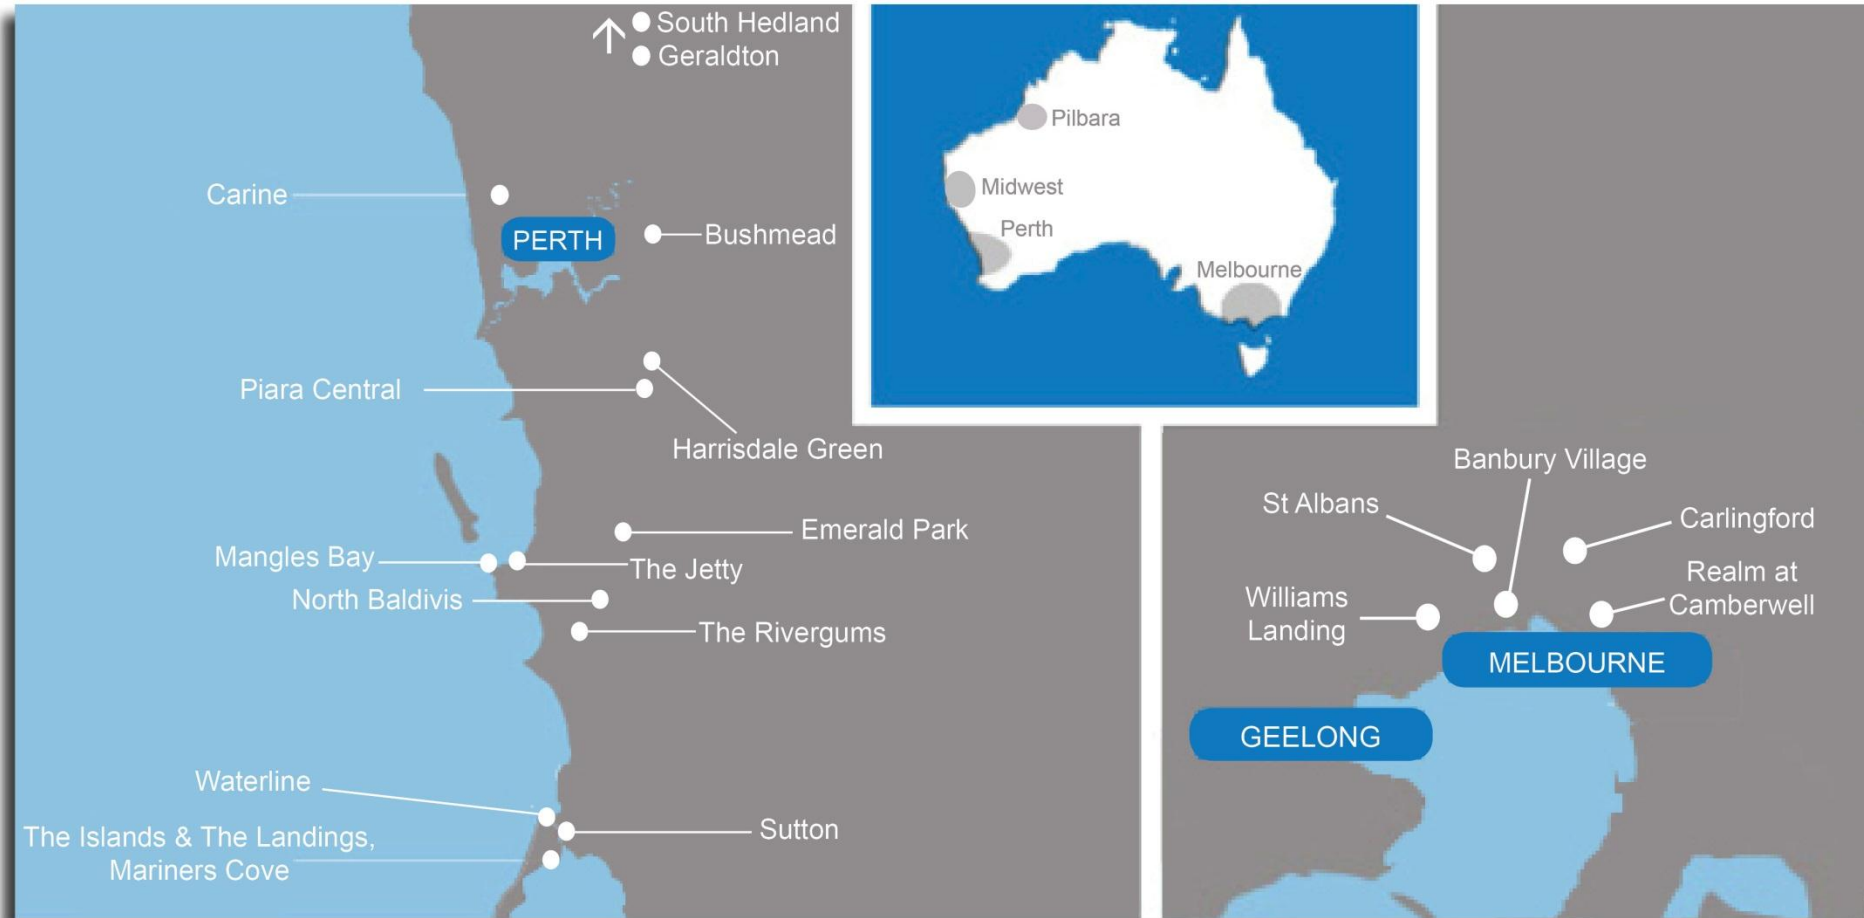 South Hedland
Geraldton
Carine
PERTH
Bushmead
Piara Central
Harrisdale Green
Emerald Park
Mangles Bay
The Jetty
North Baldivis
The Rivergums
Waterline
The Islands & The Landings,
Mariners Cove
Sutton
Pilbara
Midwest
Perth
Melbourne
Banbury Village
St Albans
Carlingford
Realm at
Camberwell
Williams
Landing
MELBOURNE
GEELONG